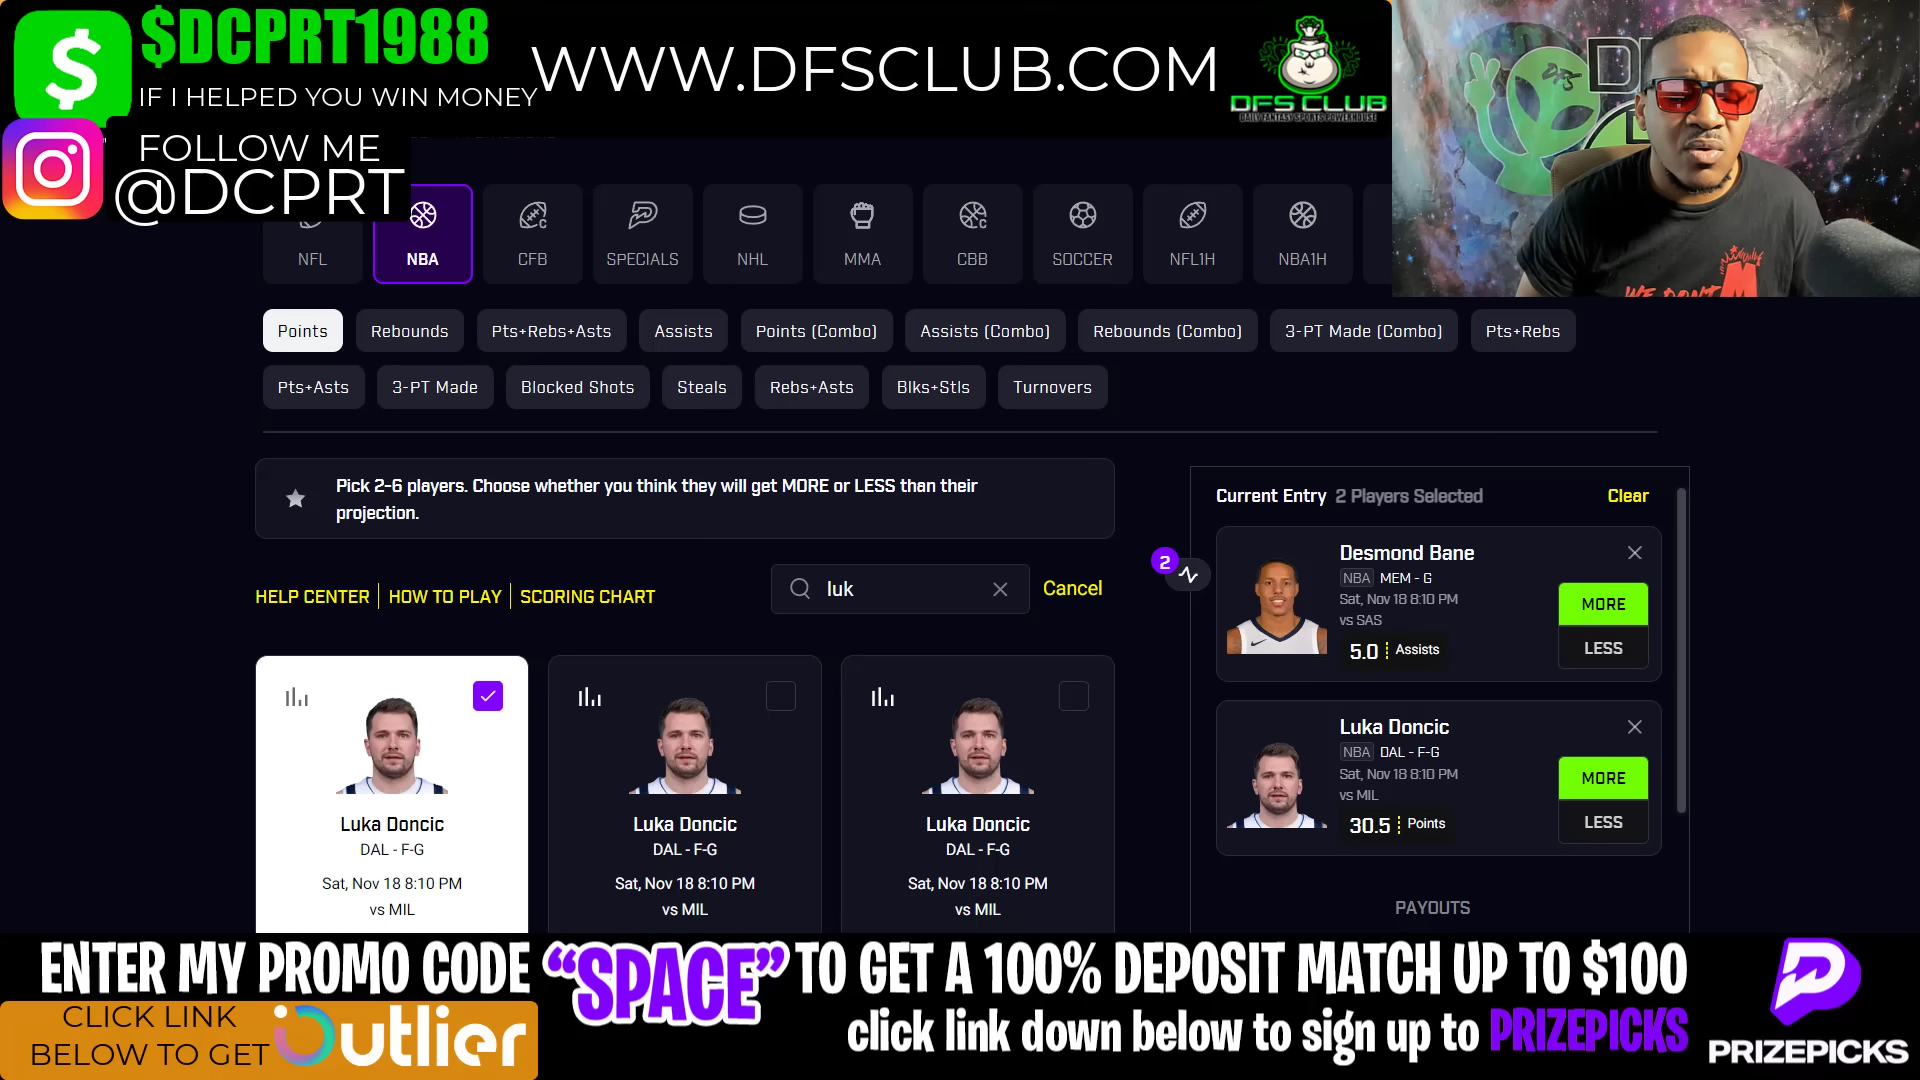 $DCPRT1988
IF I HELPED YOU WIN MONEY
WWW.DFSCLUB.COM
DFS CLUB
DAILY FANTASY SPORTS POWERHOUSE
FOLLOW ME
@DCPRT
NFL
NBA
CFB
SPECIALS
NHL
MMA
CBB
SOCCER
NFL1H
NBA1H
WE DON'T
Points
Rebounds
Pts+Rebs+Asts
Assists
Points (Combo)
Assists (Combo)
Rebounds (Combo)
3-PT Made (Combo)
Pts+Rebs
Pts+Asts
3-PT Made
Blocked Shots
Steals
Rebs+Asts
Blks+Stls
Turnovers
Pick 2-6 players. Choose whether you think they will get MORE or LESS than their
projection.
HELP CENTER
HOW TO PLAY
SCORING CHART
luk
Cancel
Luka Doncic
DAL - F-G
Sat, Nov 18 8:10 PM
vs MIL
Luka Doncic
DAL - F-G
Sat, Nov 18 8:10 PM
vs MIL
Luka Doncic
DAL - F-G
Sat, Nov 18 8:10 PM
vs MIL
2
Current Entry 2 Players Selected
Clear
Desmond Bane
NBA MEM - G
Sat, Nov 18 8:10 PM
vs SAS
5.0 Assists
MORE
LESS
Luka Doncic
NBA DAL - F-G
Sat, Nov 18 8:10 PM
vs MIL
30.5 Points
MORE
LESS
PAYOUTS
ENTER MY PROMO CODE "SPACE" TO GET A 100% DEPOSIT MATCH UP TO $100
click link down below to sign up to PRIZEPICKS
CLICK LINK
BELOW TO GET
Outlier
PRIZEPICKS